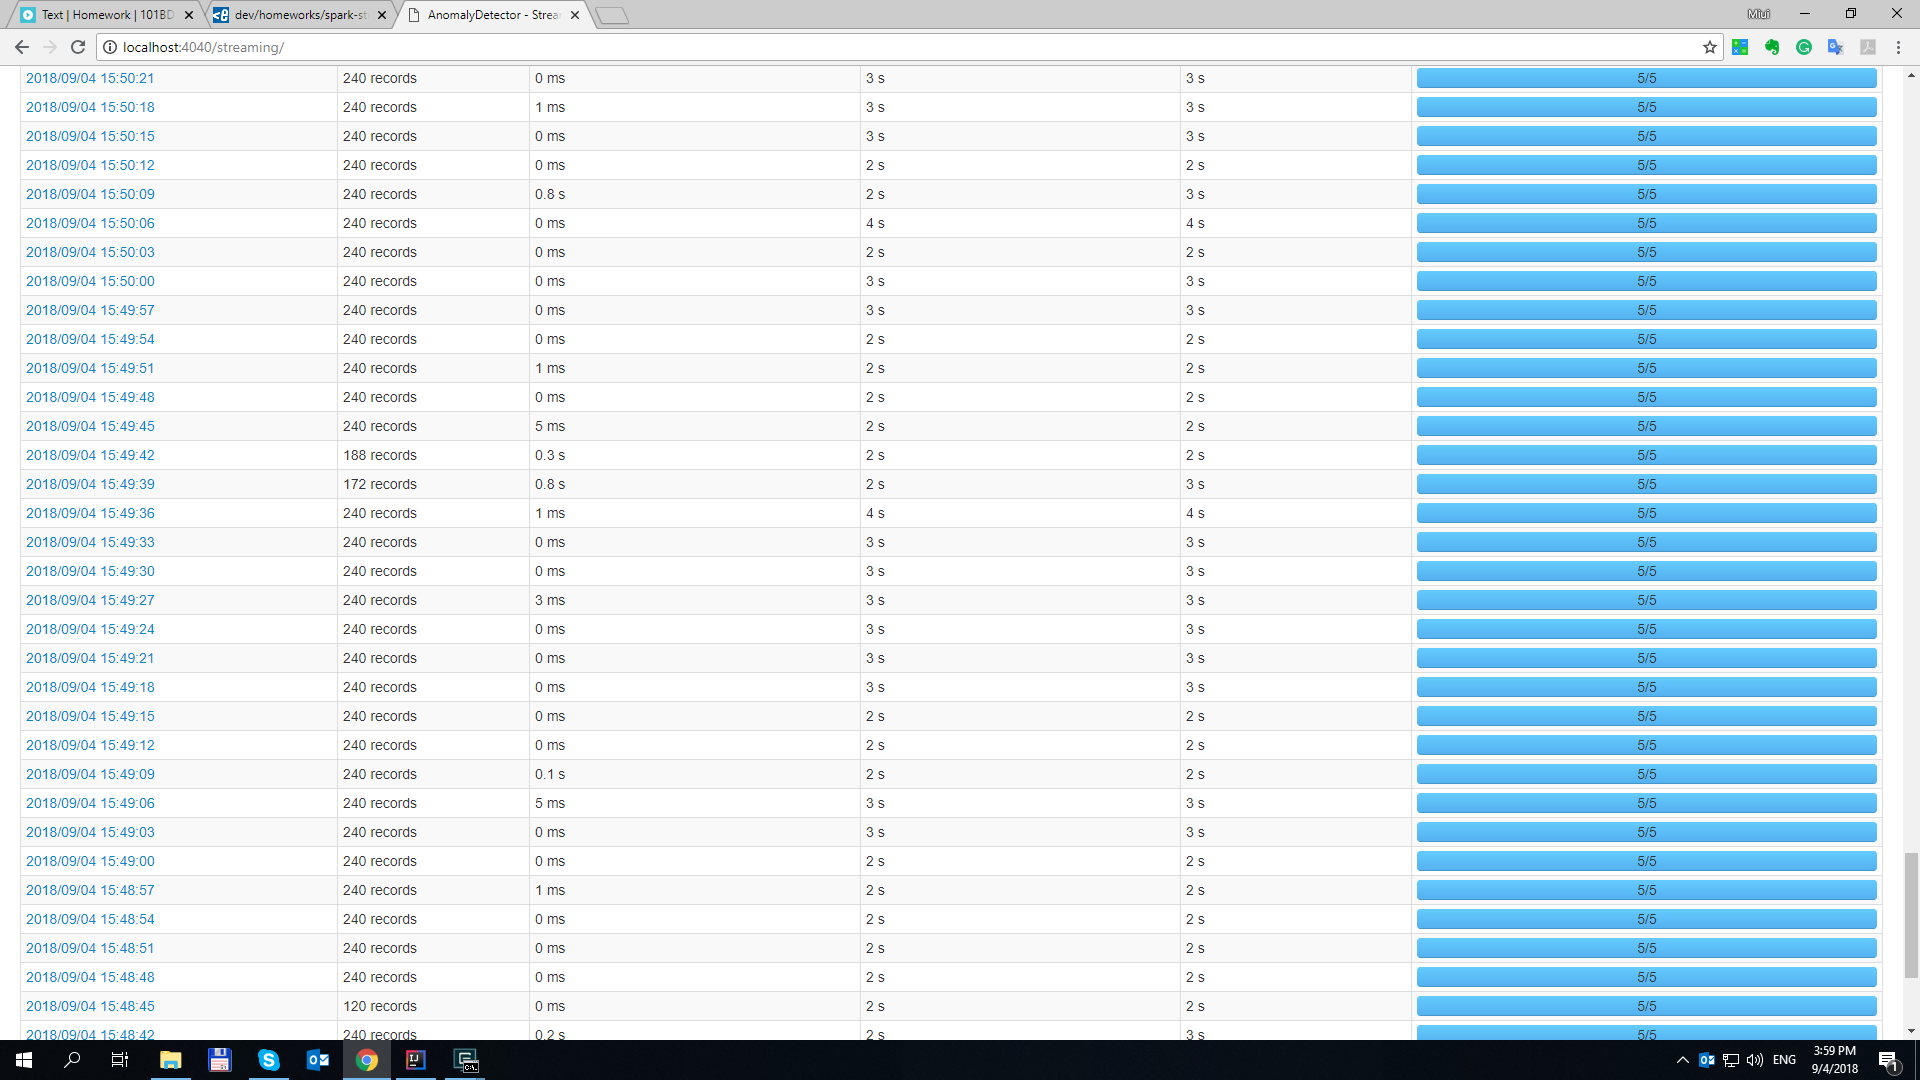 Text | Homework | 101BD
dev/homeworks/spark-st
AnomalyDetector - Strea
Miui
localhost:4040/streaming/
2018/09/04 15:50:21 240 records 0 ms 3 s 3 s 5/5
2018/09/04 15:50:18 240 records 1 ms 3 s 3 s 5/5
2018/09/04 15:50:15 240 records 0 ms 3 s 3 s 5/5
2018/09/04 15:50:12 240 records 0 ms 2 s 2 s 5/5
2018/09/04 15:50:09 240 records 0.8 s 2 s 3 s 5/5
2018/09/04 15:50:06 240 records 0 ms 4 s 4 s 5/5
2018/09/04 15:50:03 240 records 0 ms 2 s 2 s 5/5
2018/09/04 15:50:00 240 records 0 ms 3 s 3 s 5/5
2018/09/04 15:49:57 240 records 0 ms 3 s 3 s 5/5
2018/09/04 15:49:54 240 records 0 ms 2 s 2 s 5/5
2018/09/04 15:49:51 240 records 1 ms 2 s 2 s 5/5
2018/09/04 15:49:48 240 records 0 ms 2 s 2 s 5/5
2018/09/04 15:49:45 240 records 5 ms 2 s 2 s 5/5
2018/09/04 15:49:42 188 records 0.3 s 2 s 2 s 5/5
2018/09/04 15:49:39 172 records 0.8 s 2 s 3 s 5/5
2018/09/04 15:49:36 240 records 1 ms 4 s 4 s 5/5
2018/09/04 15:49:33 240 records 0 ms 3 s 3 s 5/5
2018/09/04 15:49:30 240 records 0 ms 3 s 3 s 5/5
2018/09/04 15:49:27 240 records 3 ms 3 s 3 s 5/5
2018/09/04 15:49:24 240 records 0 ms 3 s 3 s 5/5
2018/09/04 15:49:21 240 records 0 ms 3 s 3 s 5/5
2018/09/04 15:49:18 240 records 0 ms 3 s 3 s 5/5
2018/09/04 15:49:15 240 records 0 ms 2 s 2 s 5/5
2018/09/04 15:49:12 240 records 0 ms 2 s 2 s 5/5
2018/09/04 15:49:09 240 records 0.1 s 2 s 2 s 5/5
2018/09/04 15:49:06 240 records 5 ms 3 s 3 s 5/5
2018/09/04 15:49:03 240 records 0 ms 3 s 3 s 5/5
2018/09/04 15:49:00 240 records 0 ms 2 s 2 s 5/5
2018/09/04 15:48:57 240 records 1 ms 2 s 2 s 5/5
2018/09/04 15:48:54 240 records 0 ms 2 s 2 s 5/5
2018/09/04 15:48:51 240 records 0 ms 2 s 2 s 5/5
2018/09/04 15:48:48 240 records 0 ms 2 s 2 s 5/5
2018/09/04 15:48:45 120 records 0 ms 2 s 2 s 5/5
2018/09/04 15:48:42 240 records 0.2 s 2 s 3 s 5/5
ENG
3:59 PM
9/4/2018
1